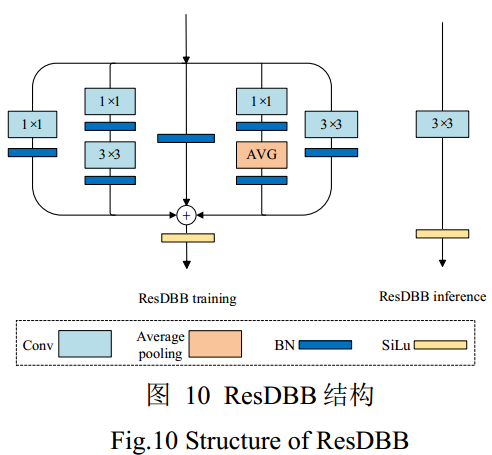 1×1
1×1
1×1
3×3
3×3
3×3
AVG
+
ResDBB training
ResDBB inference
Conv
Average pooling
BN
SiLu
图 10 ResDBB 结构
Fig.10 Structure of ResDBB